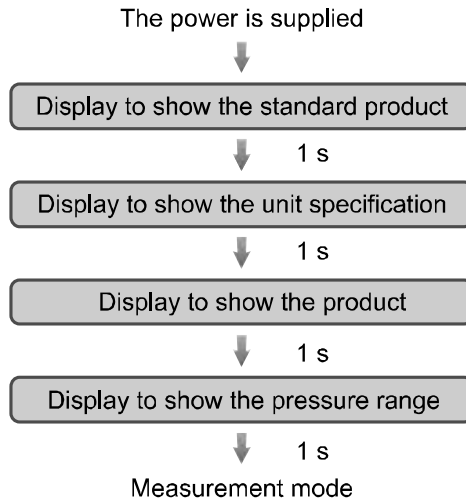 The power is supplied
Display to show the standard product
1 s
Display to show the unit specification
1 s
Display to show the product
1 s
Display to show the pressure range
1 s
Measurement mode